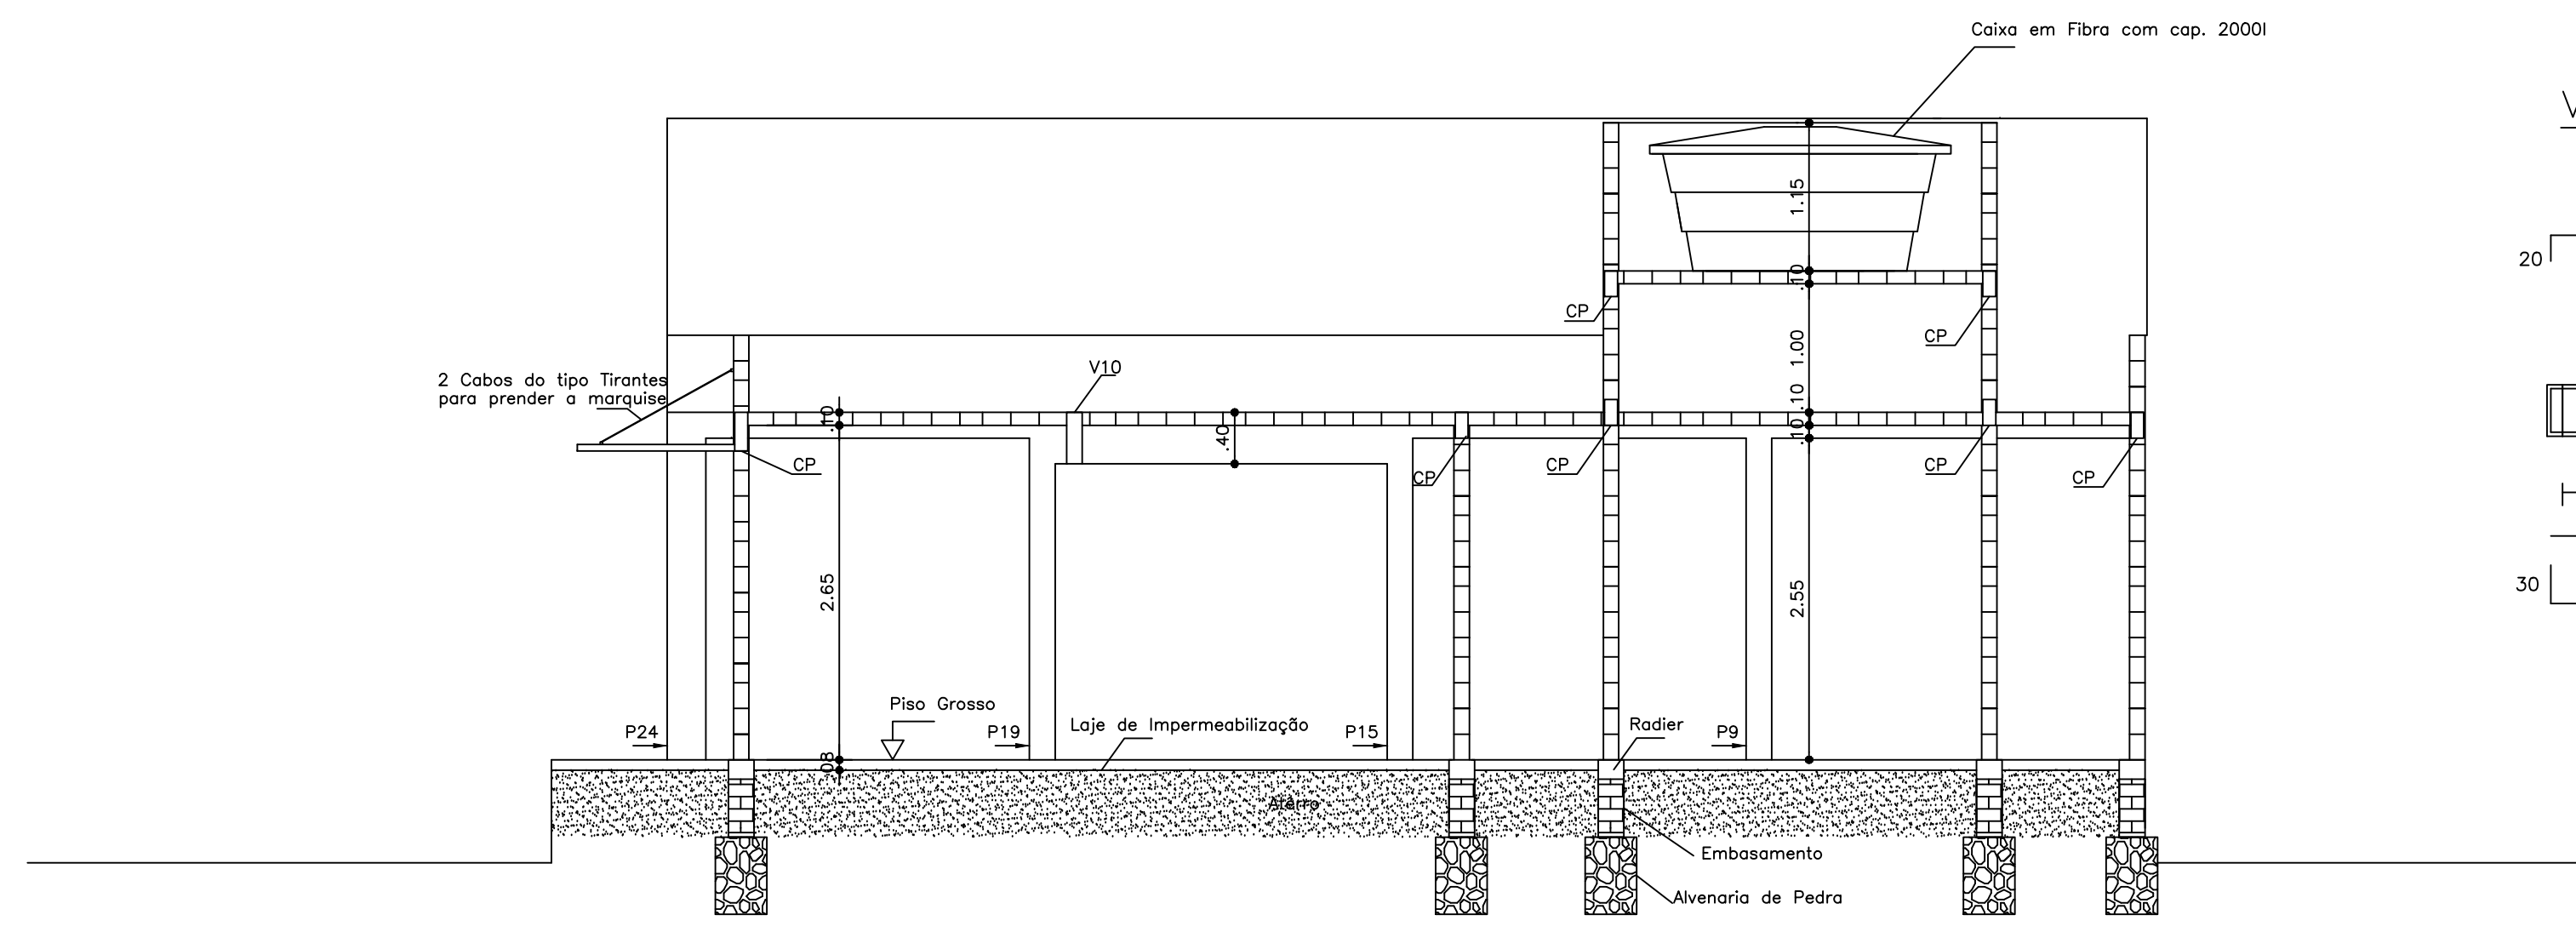 Caixa em Fibra com cap. 2000l
1.15
20
.10
CP
CP
1.00
V10
2 Cabos do tipo Tirantes
para prender a marquise
.10
.10
.40
.10
CP
CP
CP
CP
CP
2.65
2.55
30
Piso Grosso
Laje de Impermeabilização
Radier
P24
P19
P15
P9
.08
Aterro
Embasamento
Alvenaria de Pedra